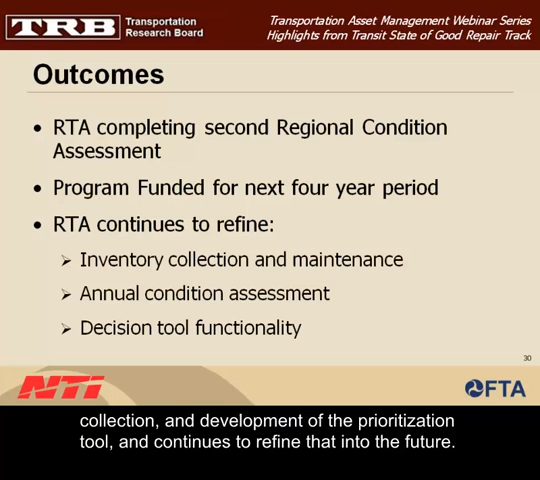 TRB Transportation
Research Board
Transportation Asset Management Webinar Series
Highlights from Transit State of Good Repair Track
Outcomes
• RTA completing second Regional Condition
Assessment
• Program Funded for next four year period
• RTA continues to refine:
➢ Inventory collection and maintenance
➢ Annual condition assessment
➢ Decision tool functionality
30
NTI
FTA
collection, and development of the prioritization
tool, and continues to refine that into the future.